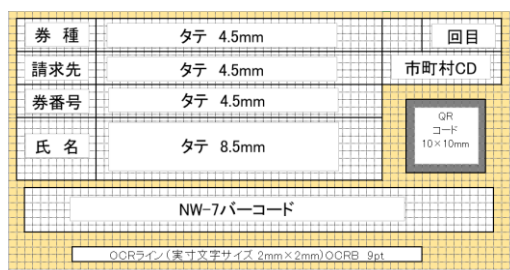 券 種 タテ 4.5mm 回目
請求先 タテ 4.5mm 市町村CD
券番号 タテ 4.5mm
氏 名 タテ 8.5mm
QR
コード
10×10mm
NW-7バーコード
OCRライン(実寸文字サイズ 2mm×2mm)OCRB 9pt